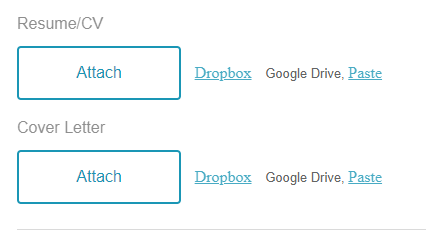 Resume/CV
Attach Dropbox Google Drive, Paste
Cover Letter
Attach Dropbox Google Drive, Paste